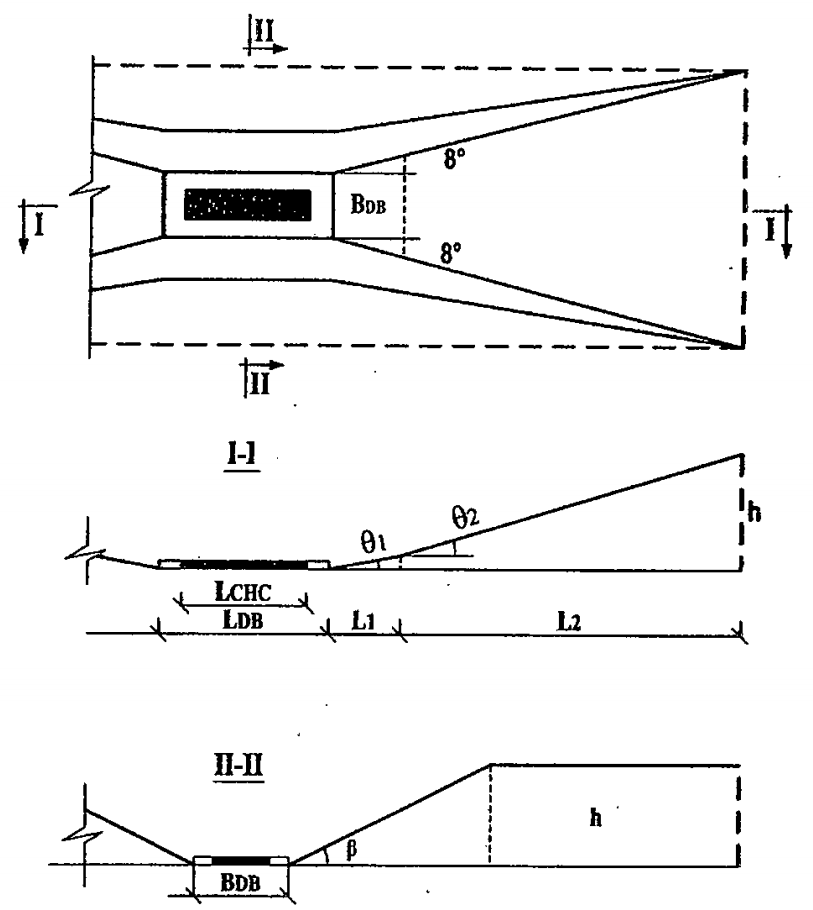 II
8°
BDB
I
I
8°
II
I-I
θ1
θ2
h
LCHC
LDB
L1
L2
II-II
β
h
BDB